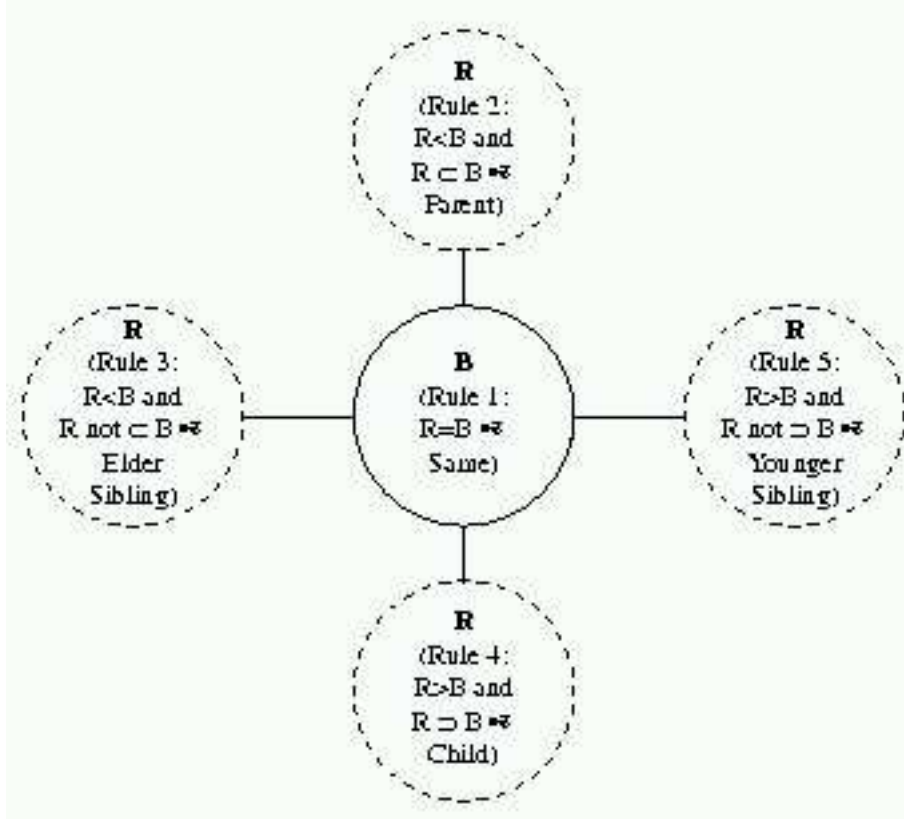 R
(Rule 2:
R<B and
R ⊂ B
Parent)
R
(Rule 3:
R<B and
R not ⊂ B
Elder
Sibling)
B
(Rule 1:
R=B
Same)
R
(Rule 5:
R>B and
R not ⊃ B
Younger
Sibling)
R
(Rule 4:
R>B and
R ⊃ B
Child)